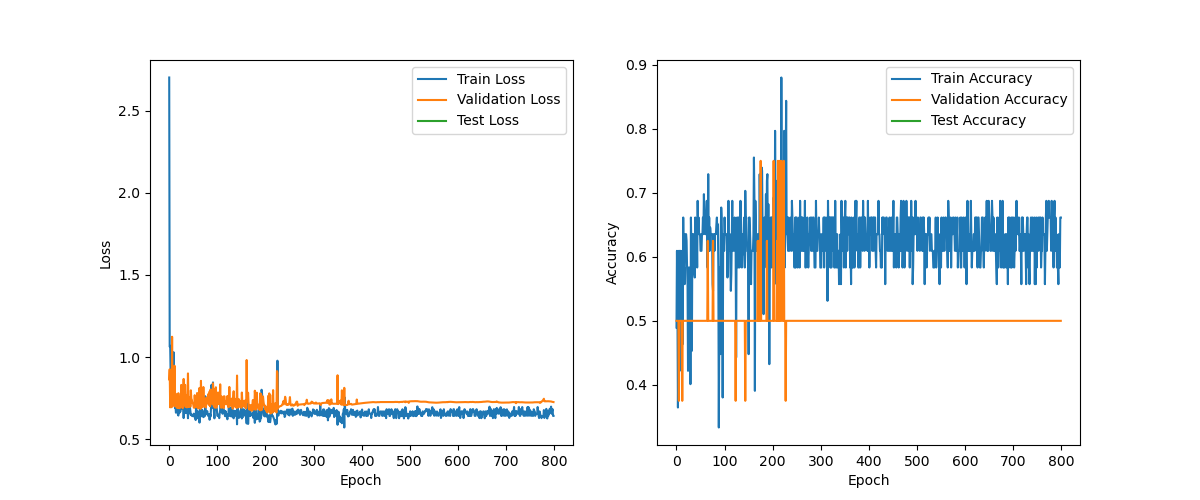 Train Loss
Validation Loss
Test Loss
2.5
2.0
1.5
1.0
0.5
Loss
0 100 200 300 400 500 600 700 800
Epoch
Train Accuracy
Validation Accuracy
Test Accuracy
0.9
0.8
0.7
0.6
0.5
0.4
Accuracy
0 100 200 300 400 500 600 700 800
Epoch